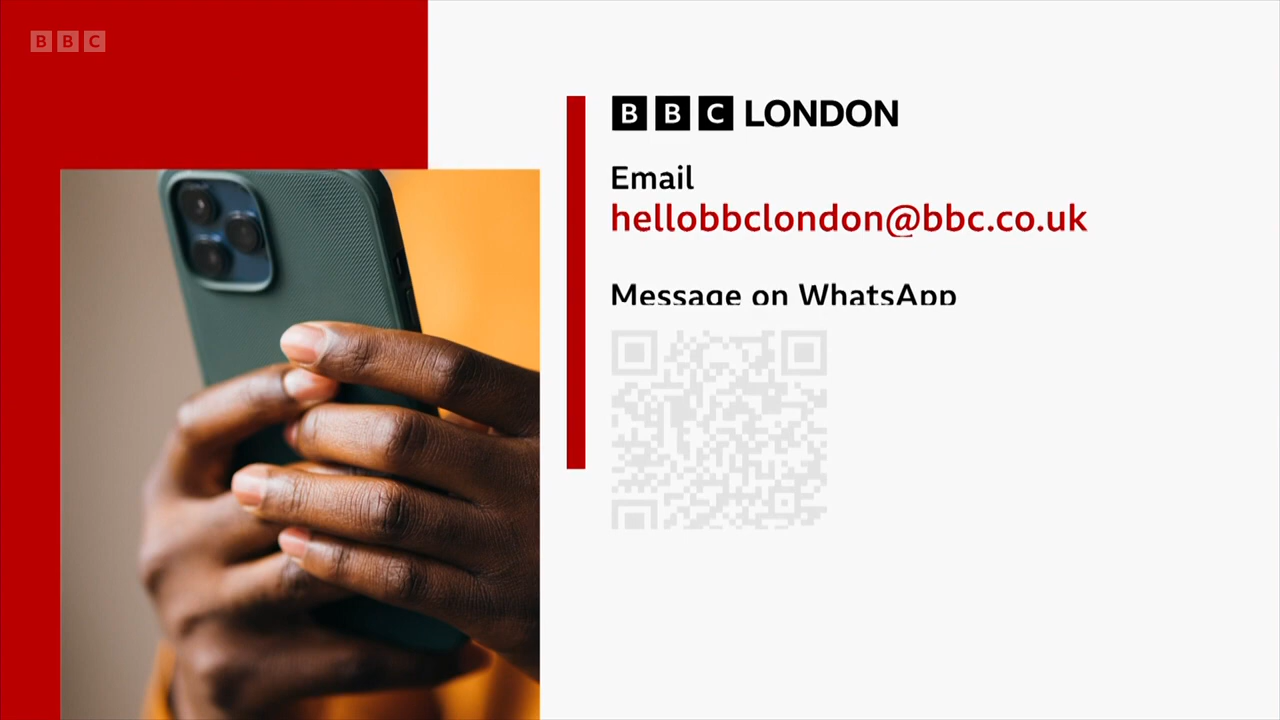 BBC
BBC LONDON
Email
hellobbclondon@bbc.co.uk
Message on WhatsApp